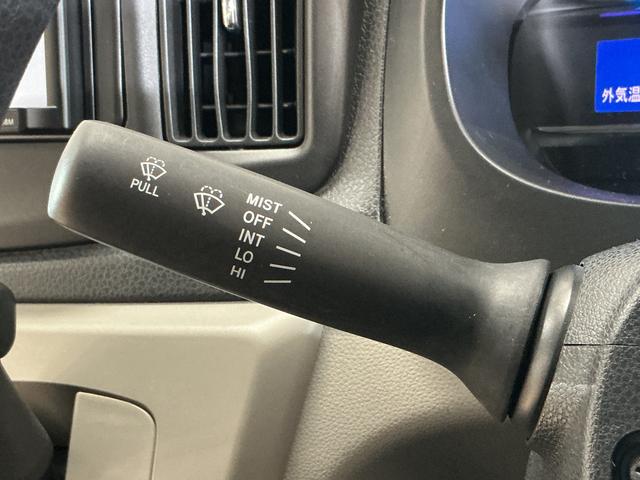 外気温
PULL
MIST
OFF
INT
LO
HI